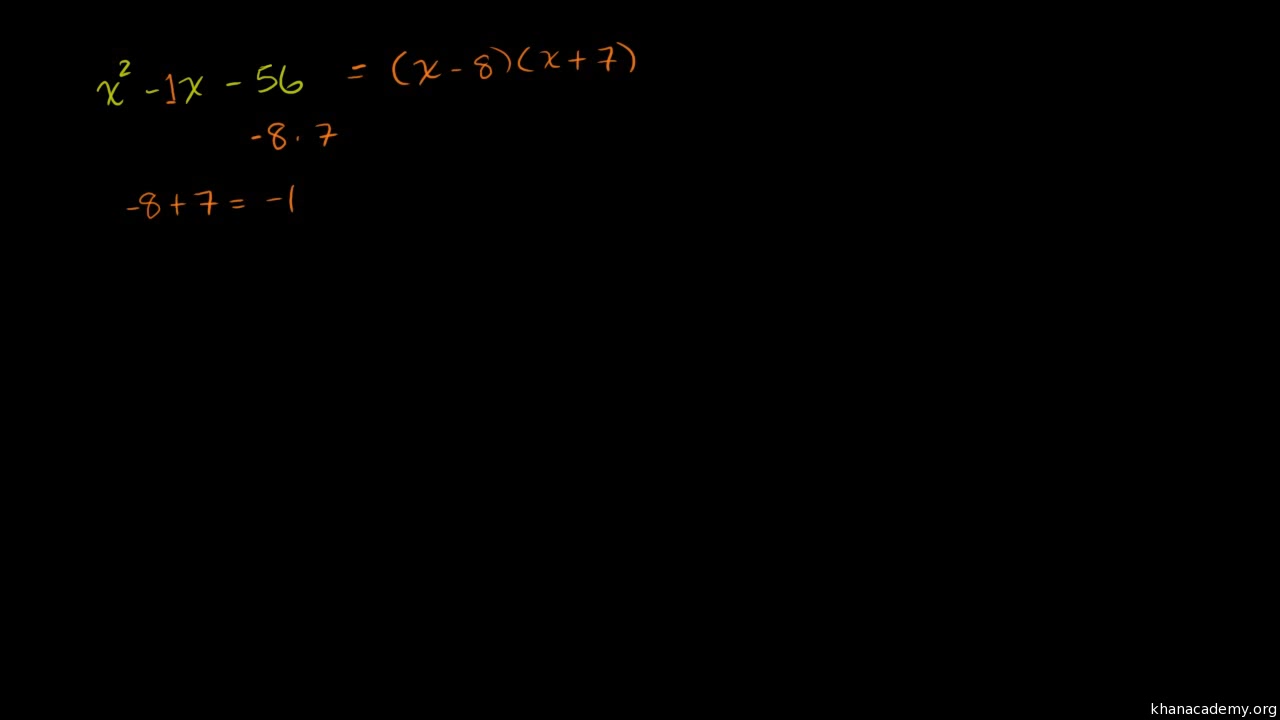 x² -1x - 56 = (x - 8)(x + 7)
-8 · 7
-8 + 7 = -1
khanacademy.org